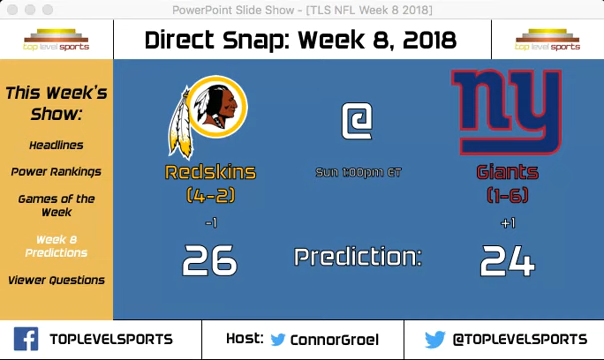 PowerPoint Slide Show - [TLS NFL Week 8 2018]
top level sports
Direct Snap: Week 8, 2018
top level sports
This Week's
Show:
Headlines
Power Rankings
Games of the
Week
Week 8
Predictions
Viewer Questions
@
ny
Redskins
(4-2)
Sun 1:00pm ET
Giants
(1-6)
-1
+1
26
Prediction:
24
f
TOPLEVELSPORTS
Host:
ConnorGroel
@TOPLEVELSPORTS